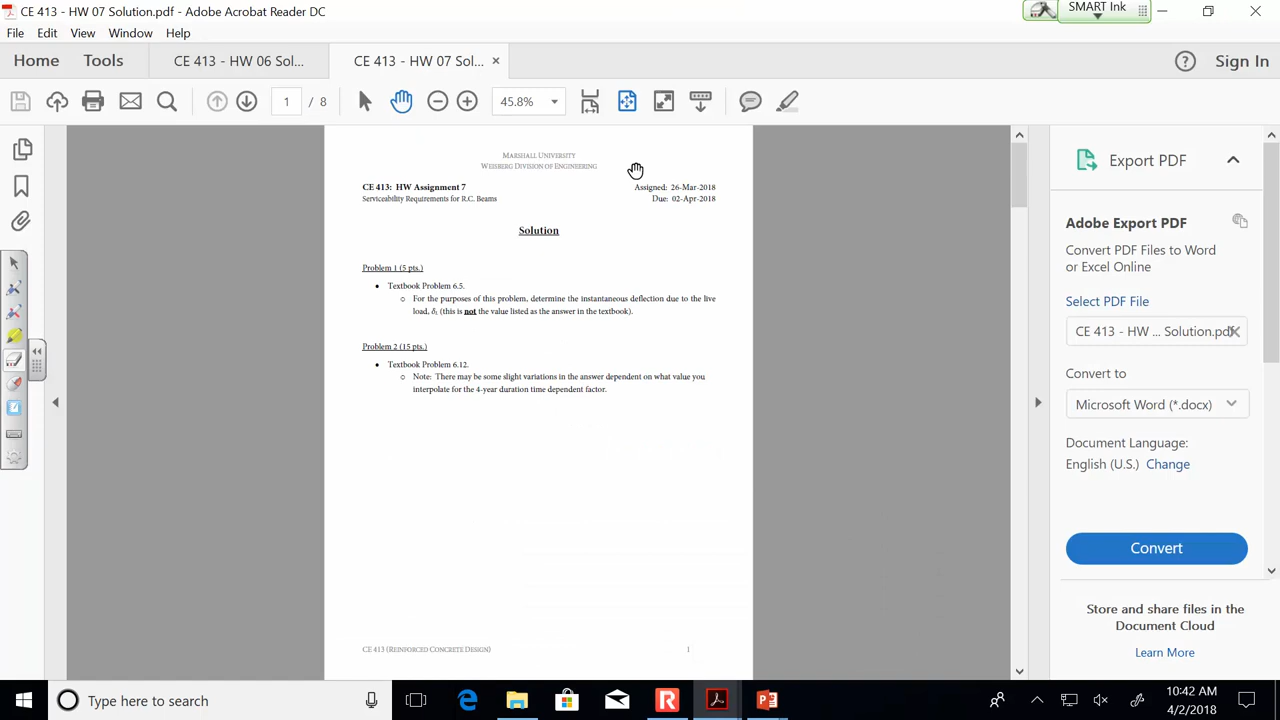 CE 413 - HW 07 Solution.pdf - Adobe Acrobat Reader DC
SMART Ink
File Edit View Window Help
Home Tools CE 413 - HW 06 Sol... CE 413 - HW 07 Sol... × Sign In
1 / 8 45.8%
MARSHALL UNIVERSITY
WEISBERG DIVISION OF ENGINEERING
CE 413: HW Assignment 7 Assigned: 26-Mar-2018
Serviceability Requirements for R.C. Beams Due: 02-Apr-2018
Solution
Problem 1 (5 pts.)
• Textbook Problem 6.5.
o For the purposes of this problem, determine the instantaneous deflection due to the live
load, δL (this is not the value listed as the answer in the textbook).
Problem 2 (15 pts.)
• Textbook Problem 6.12.
o Note: There may be some slight variations in the answer dependent on what value you
interpolate for the 4-year duration time dependent factor.
CE 413 (REINFORCED CONCRETE DESIGN) 1
Export PDF
Adobe Export PDF
Convert PDF Files to Word
or Excel Online
Select PDF File
CE 413 - HW ... Solution.pdf
Convert to
Microsoft Word (*.docx)
Document Language:
English (U.S.) Change
Convert
Store and share files in the
Document Cloud
Learn More
Type here to search
10:42 AM
4/2/2018